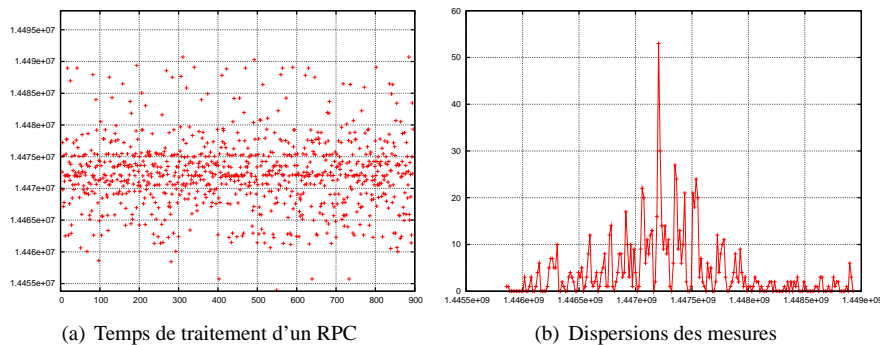 1.4495e+07
1.449e+07
1.4485e+07
1.448e+07
1.4475e+07
1.447e+07
1.4465e+07
1.446e+07
1.4455e+07
0 100 200 300 400 500 600 700 800 900
(a) Temps de traitement d'un RPC
60
50
40
30
20
10
0
1.4455e+09 1.446e+09 1.4465e+09 1.447e+09 1.4475e+09 1.448e+09 1.4485e+09 1.449e+09
(b) Dispersions des mesures